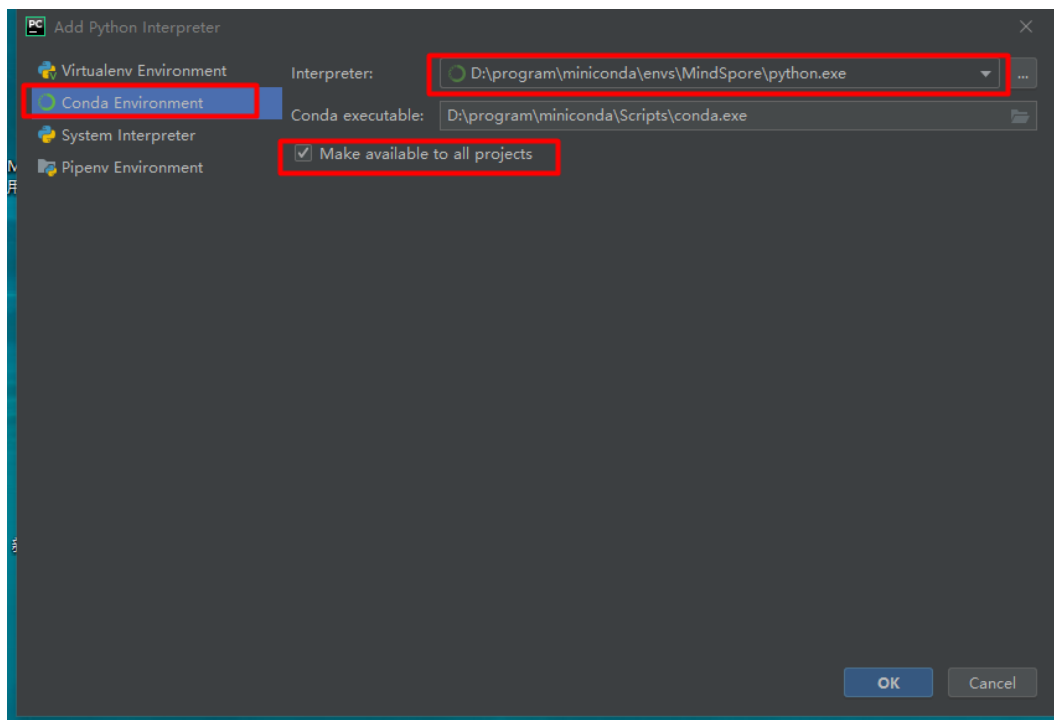 PC Add Python Interpreter
Virtualenv Environment
Conda Environment
System Interpreter
Pipenv Environment
Interpreter: D:\program\miniconda\envs\MindSpore\python.exe ...
Conda executable: D:\program\miniconda\Scripts\conda.exe
Make available to all projects
OK Cancel